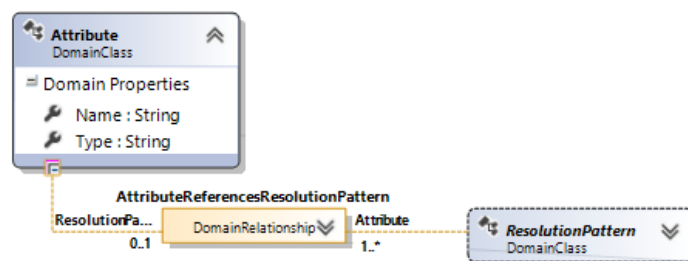 Attribute
DomainClass
Domain Properties
Name : String
Type : String
AttributeReferencesResolutionPattern
ResolutionPa... DomainRelationship Attribute
0..1 1..*
ResolutionPattern
DomainClass